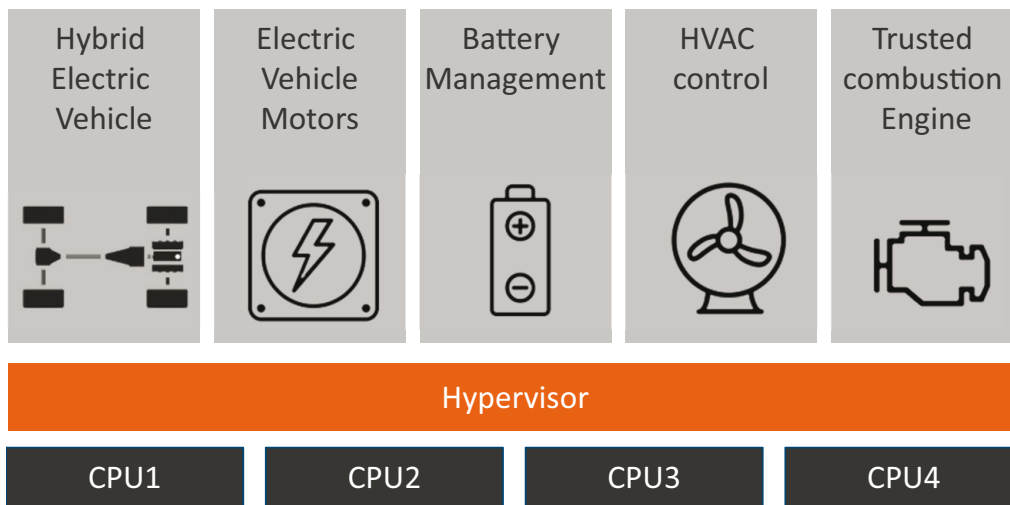 Hybrid
Electric
Vehicle
Electric
Vehicle
Motors
Battery
Management
HVAC
control
Trusted
combustion
Engine
Hypervisor
CPU1
CPU2
CPU3
CPU4